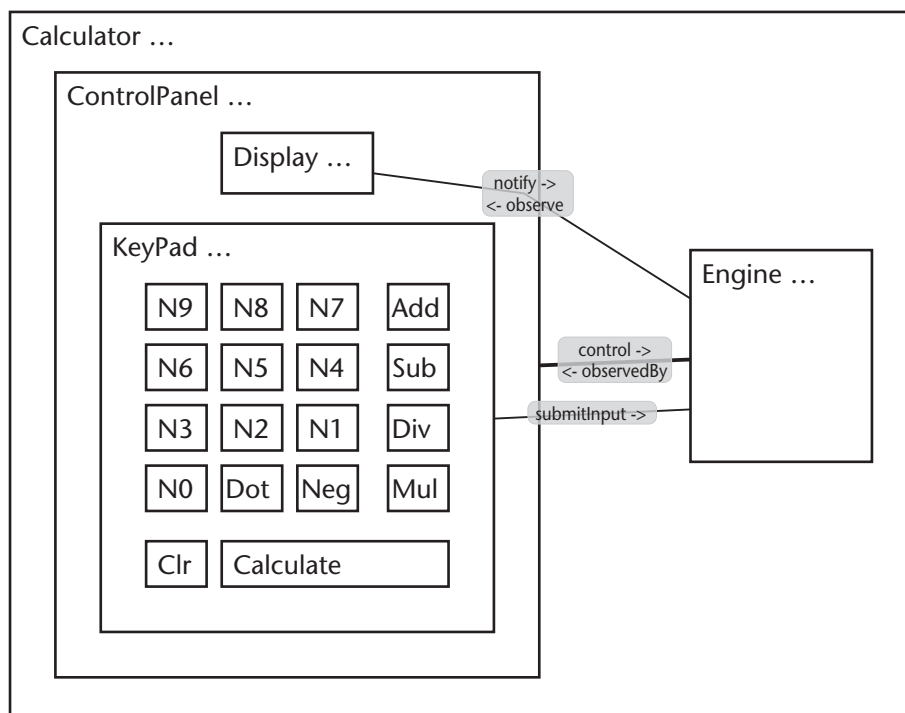 Calculator …
ControlPanel …
Display …
notify ->
<- observe
KeyPad …
Engine …
N9 N8 N7 Add
control ->
<- observedBy
N6 N5 N4 Sub
submitInput ->
N3 N2 N1 Div
N0 Dot Neg Mul
Clr Calculate